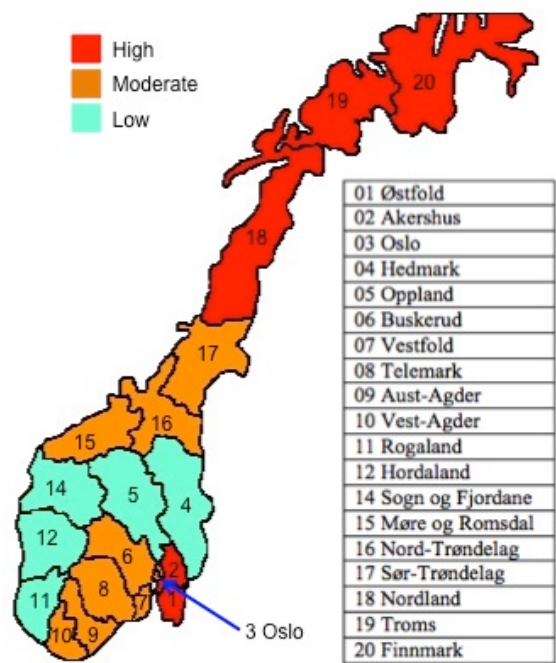 High
Moderate
Low
20
19
18
17
16
15
14
5
4
12
6
2
8
7
11
1
10
9
3 Oslo
01 Østfold
02 Akershus
03 Oslo
04 Hedmark
05 Oppland
06 Buskerud
07 Vestfold
08 Telemark
09 Aust-Agder
10 Vest-Agder
11 Rogaland
12 Hordaland
14 Sogn og Fjordane
15 Møre og Romsdal
16 Nord-Trøndelag
17 Sør-Trøndelag
18 Nordland
19 Troms
20 Finnmark